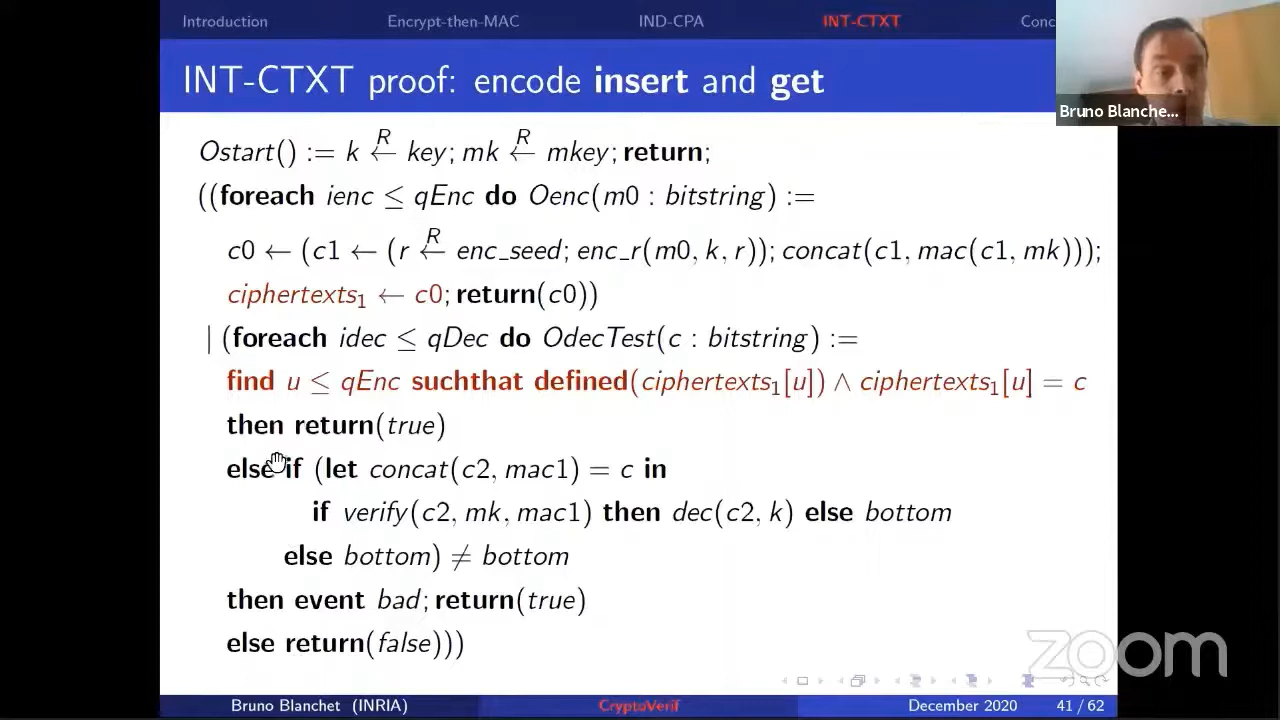 Introduction Encrypt-then-MAC IND-CPA INT-CTXT Conc
INT-CTXT proof: encode insert and get
Bruno Blanche...
Ostart() := k ←R key; mk ←R mkey; return;
((foreach ienc ≤ qEnc do Oenc(m0 : bitstring) :=
c0 ← (c1 ← (r ←R enc_seed; enc_r(m0, k, r)); concat(c1, mac(c1, mk)));
ciphertexts₁ ← c0; return(c0))
| (foreach idec ≤ qDec do OdecTest(c : bitstring) :=
find u ≤ qEnc suchthat defined(ciphertexts₁[u]) ∧ ciphertexts₁[u] = c
then return(true)
else if (let concat(c2, mac1) = c in
if verify(c2, mk, mac1) then dec(c2, k) else bottom
else bottom) ≠ bottom
then event bad; return(true)
else return(false)))
zoom
Bruno Blanchet (INRIA) CryptoVerif December 2020 41 / 62